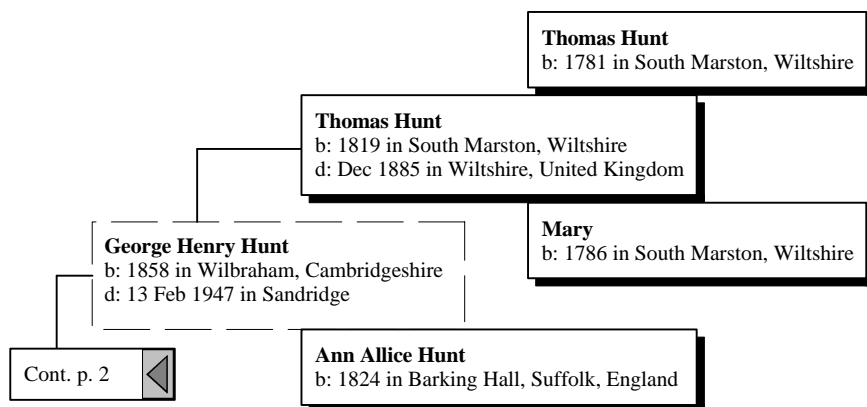 Thomas Hunt
b: 1781 in South Marston, Wiltshire
Thomas Hunt
b: 1819 in South Marston, Wiltshire
d: Dec 1885 in Wiltshire, United Kingdom
Mary
b: 1786 in South Marston, Wiltshire
George Henry Hunt
b: 1858 in Wilbraham, Cambridgeshire
d: 13 Feb 1947 in Sandridge
Ann Allice Hunt
b: 1824 in Barking Hall, Suffolk, England
Cont. p. 2